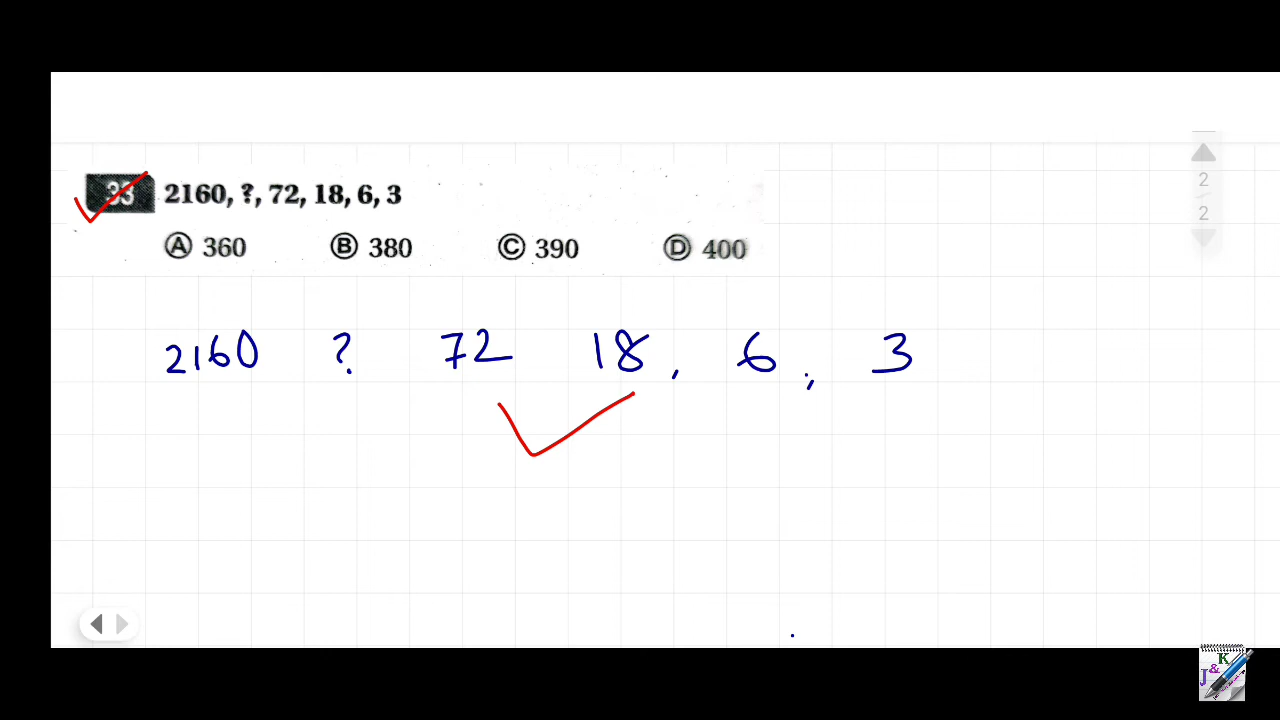 33 2160, ?, 72, 18, 6, 3
Ⓐ 360 Ⓑ 380 Ⓒ 390 Ⓓ 400
2
2
2160 ? 72 18, 6, 3
J&K